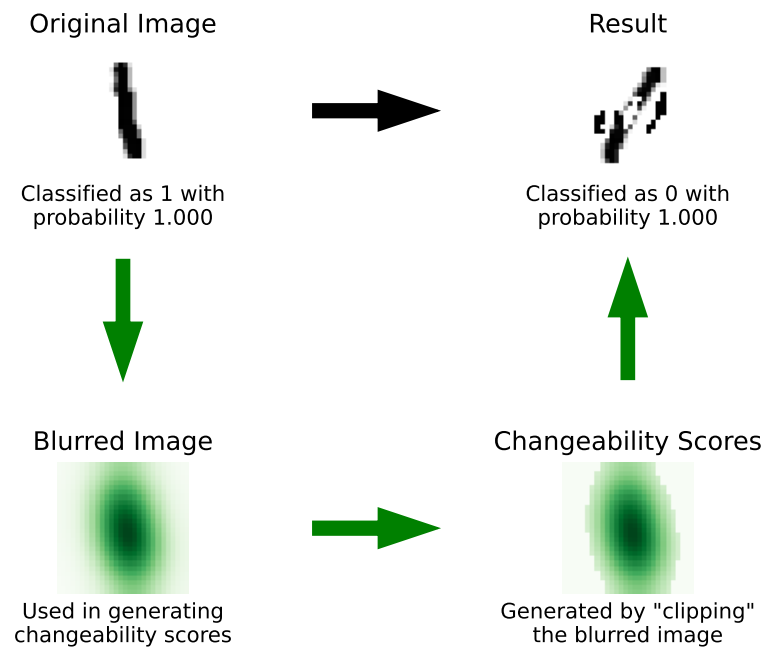 Original Image
Result
Classified as 1 with
probability 1.000
Classified as 0 with
probability 1.000
Blurred Image
Changeability Scores
Used in generating
changeability scores
Generated by "clipping"
the blurred image